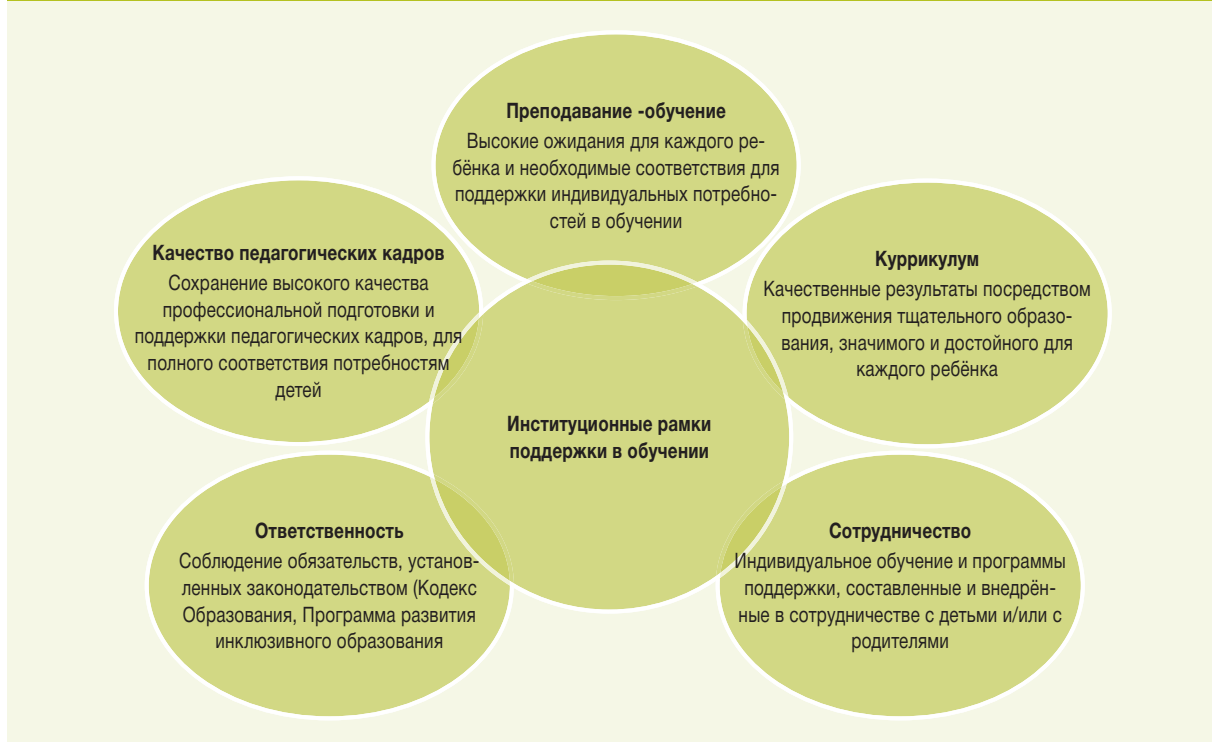 Преподавание -обучение
Высокие ожидания для каждого ре-
бёнка и необходимые соответствия для
поддержки индивидуальных потребно-
стей в обучении
Качество педагогических кадров
Сохранение высокого качества
профессиональной подготовки и
поддержки педагогических кадров, для
полного соответствия потребностям
детей
Куррикулум
Качественные результаты посредством
продвижения тщательного образо-
вания, значимого и достойного для
каждого ребёнка
Институционные рамки
поддержки в обучении
Ответственность
Соблюдение обязательств, установ-
ленных законодательством (Кодекс
Образования, Программа развития
инклюзивного образования
Сотрудничество
Индивидуальное обучение и программы
поддержки, составленные и внедрён-
ные в сотрудничестве с детьми и/или с
родителями